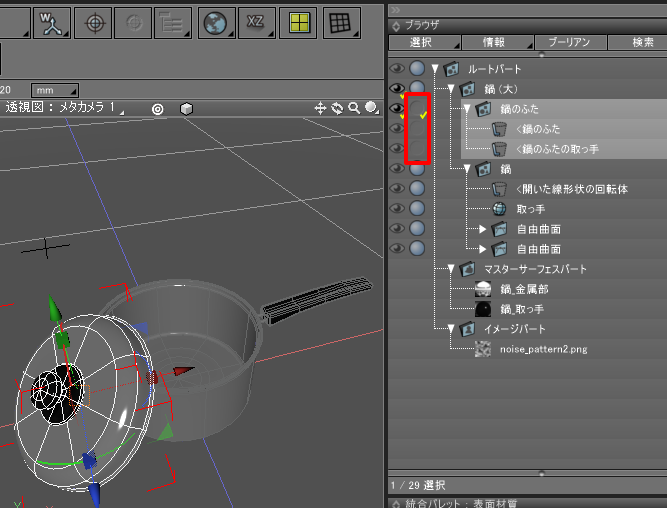 W
XZ
20
mm
透視図 : メタカメラ 1
ブラウザ
選択 情報 ブーリアン 検索
ルートパート
鍋（大）
鍋のふた
<鍋のふた
<鍋のふたの取っ手
鍋
<開いた線形状の回転体
取っ手
自由曲面
自由曲面
マスターサーフェスパート
鍋_金属部
鍋_取っ手
イメージパート
noise_pattern2.png
1 / 29 選択
統合パレット : 表面材質
Y